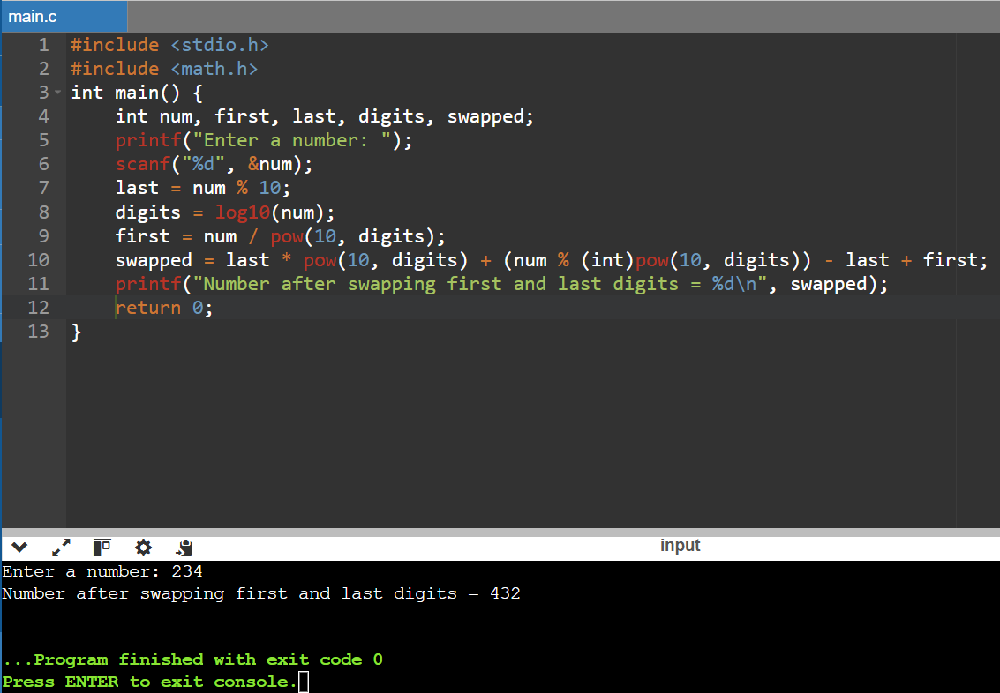 main.c
1 #include <stdio.h>
2 #include <math.h>
3 int main() {
4     int num, first, last, digits, swapped;
5     printf("Enter a number: ");
6     scanf("%d", &num);
7     last = num % 10;
8     digits = log10(num);
9     first = num / pow(10, digits);
10     swapped = last * pow(10, digits) + (num % (int)pow(10, digits)) - last + first;
11     printf("Number after swapping first and last digits = %d\n", swapped);
12     return 0;
13 }
input
Enter a number: 234
Number after swapping first and last digits = 432
...Program finished with exit code 0
Press ENTER to exit console.